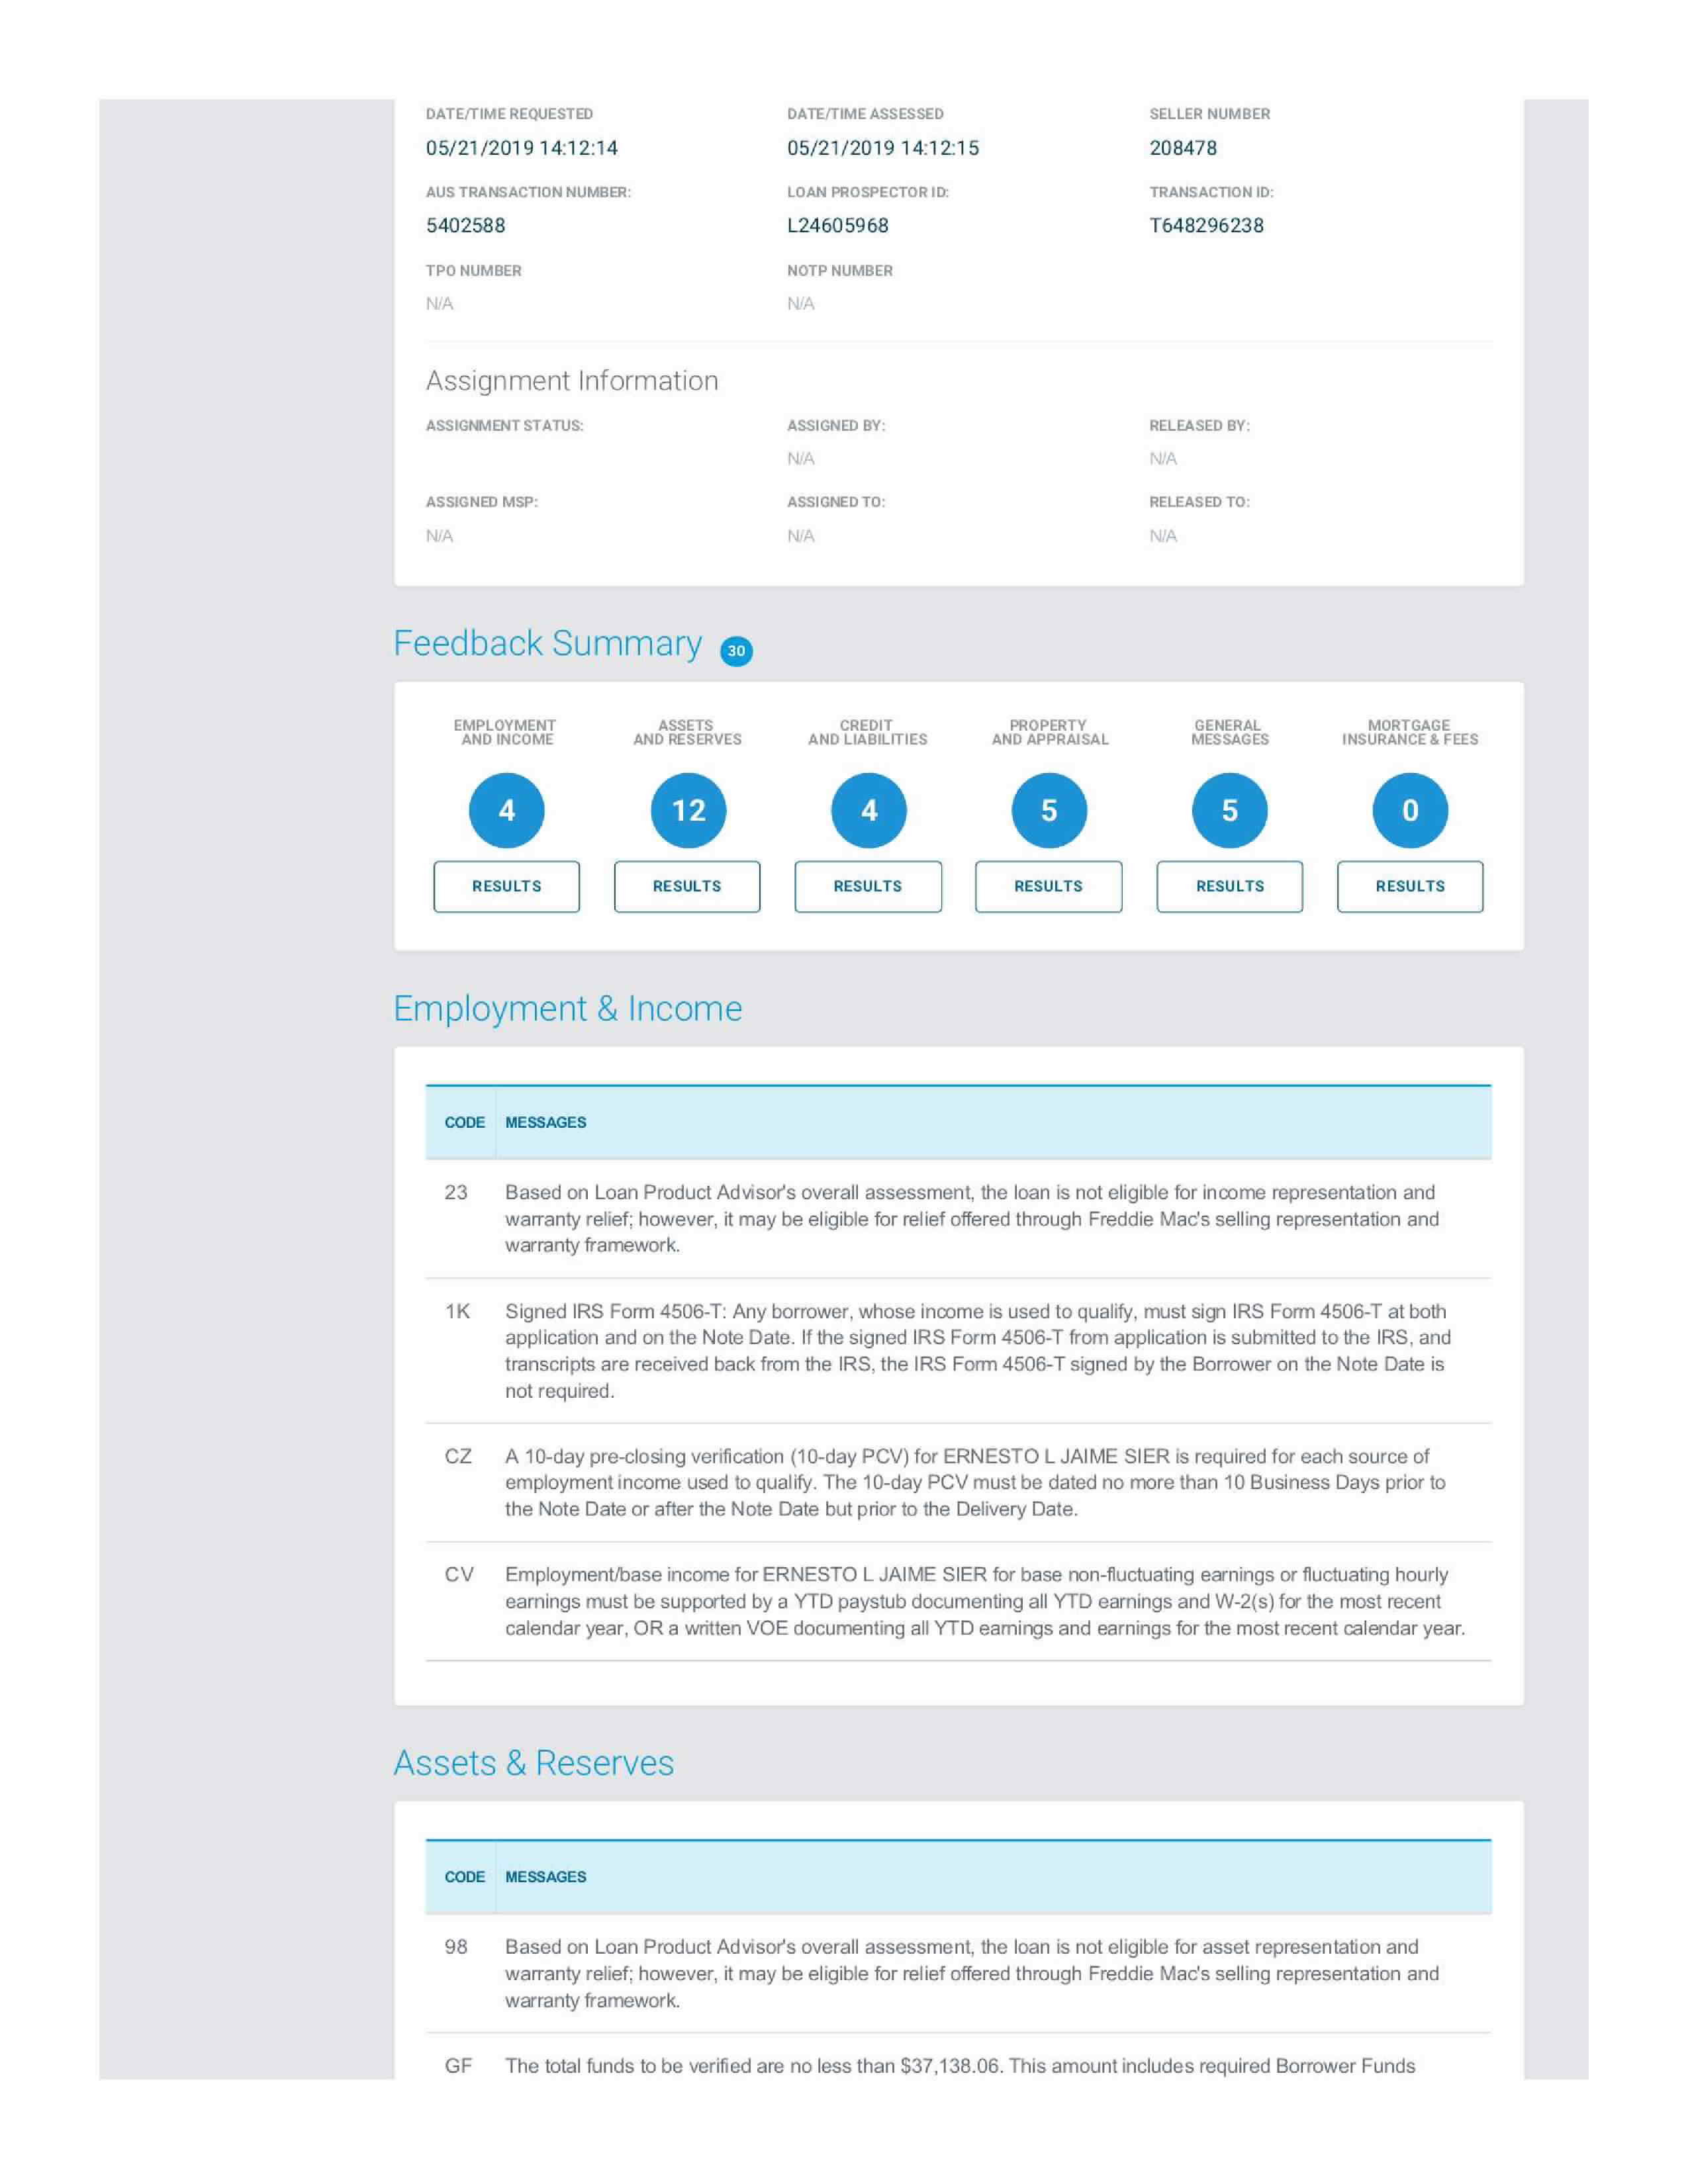 DATE/TIME REQUESTED DATE/TIME ASSESSED SELLER NUMBER
05/21/2019 14:12:14 05/21/2019 14:12:15 208478
AUS TRANSACTION NUMBER: LOAN PROSPECTOR ID: TRANSACTION ID:
5402588 L24605968 T648296238
TPO NUMBER NOTP NUMBER
N/A N/A
Assignment Information
ASSIGNMENT STATUS: ASSIGNED BY: RELEASED BY:
N/A N/A
ASSIGNED MSP: ASSIGNED TO: RELEASED TO:
N/A N/A N/A
Feedback Summary 30
EMPLOYMENT ASSETS CREDIT PROPERTY GENERAL MORTGAGE
AND INCOME AND RESERVES AND LIABILITIES AND APPRAISAL MESSAGES INSURANCE & FEES
4 12 4 5 5 0
RESULTS RESULTS RESULTS RESULTS RESULTS RESULTS
Employment & Income
CODE MESSAGES
23 Based on Loan Product Advisor's overall assessment, the loan is not eligible for income representation and
warranty relief; however, it may be eligible for relief offered through Freddie Mac's selling representation and
warranty framework.
1K Signed IRS Form 4506-T: Any borrower, whose income is used to qualify, must sign IRS Form 4506-T at both
application and on the Note Date. If the signed IRS Form 4506-T from application is submitted to the IRS, and
transcripts are received back from the IRS, the IRS Form 4506-T signed by the Borrower on the Note Date is
not required.
CZ A 10-day pre-closing verification (10-day PCV) for ERNESTO L JAIME SIER is required for each source of
employment income used to qualify. The 10-day PCV must be dated no more than 10 Business Days prior to
the Note Date or after the Note Date but prior to the Delivery Date.
CV Employment/base income for ERNESTO L JAIME SIER for base non-fluctuating earnings or fluctuating hourly
earnings must be supported by a YTD paystub documenting all YTD earnings and W-2(s) for the most recent
calendar year, OR a written VOE documenting all YTD earnings and earnings for the most recent calendar year.
Assets & Reserves
CODE MESSAGES
98 Based on Loan Product Advisor's overall assessment, the loan is not eligible for asset representation and
warranty relief; however, it may be eligible for relief offered through Freddie Mac's selling representation and
warranty framework.
GF The total funds to be verified are no less than $37,138.06. This amount includes required Borrower Funds